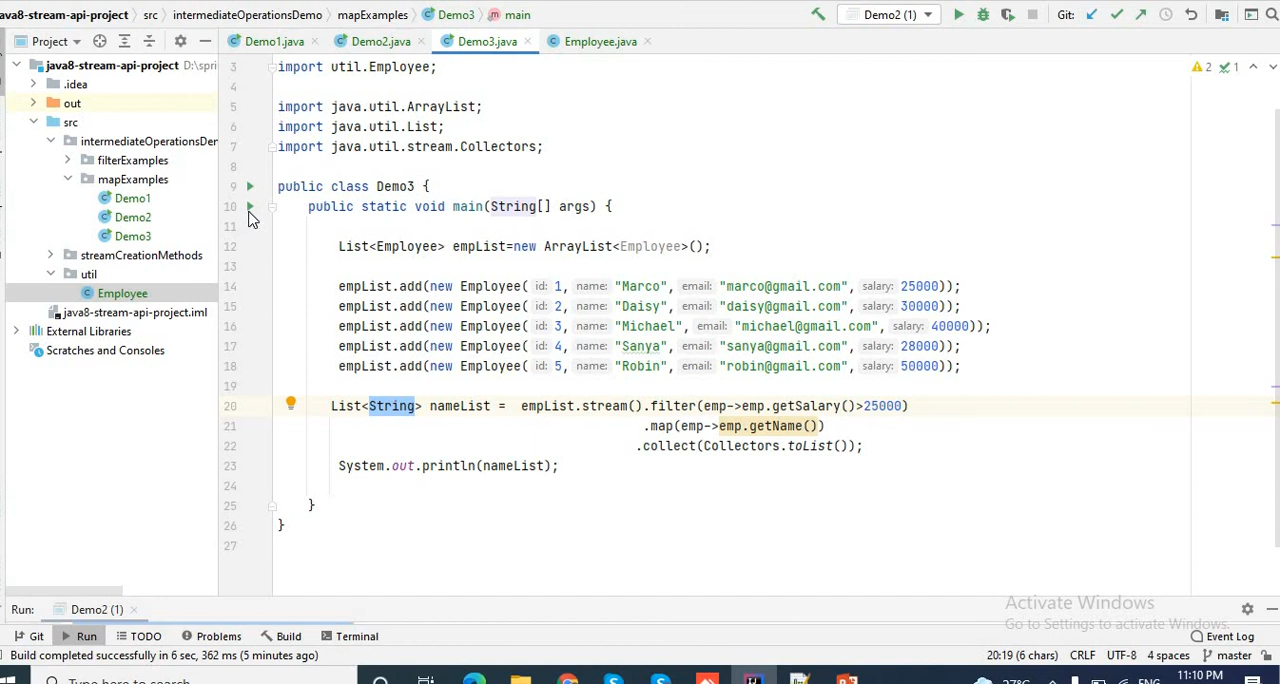 ava8-stream-api-project src intermediateOperationsDemo mapExamples Demo3 main Demo2 (1) Git:
Project Demo1.java Demo2.java Demo3.java Employee.java
java8-stream-api-project D:\spri
.idea
out
src
intermediateOperationsDer
filterExamples
mapExamples
Demo1
Demo2
Demo3
streamCreationMethods
util
Employee
java8-stream-api-project.iml
External Libraries
Scratches and Consoles
2 1
3 import util.Employee;
4
5 import java.util.ArrayList;
6 import java.util.List;
7 import java.util.stream.Collectors;
8
9 public class Demo3 {
10 public static void main(String[] args) {
11
12 List<Employee> empList=new ArrayList<Employee>();
13
14 empList.add(new Employee( id: 1, name: "Marco", email: "marco@gmail.com", salary: 25000));
15 empList.add(new Employee( id: 2, name: "Daisy", email: "daisy@gmail.com", salary: 30000));
16 empList.add(new Employee( id: 3, name: "Michael", email: "michael@gmail.com", salary: 40000));
17 empList.add(new Employee( id: 4, name: "Sanya", email: "sanya@gmail.com", salary: 28000));
18 empList.add(new Employee( id: 5, name: "Robin", email: "robin@gmail.com", salary: 50000));
19
20 List<String> nameList = empList.stream().filter(emp->emp.getSalary()>25000)
21 .map(emp->emp.getName())
22 .collect(Collectors.toList());
23 System.out.println(nameList);
24
25 }
26 }
27
Activate Windows
Go to Settings to activate Windows.
Run: Demo2 (1)
Git Run TODO Problems Build Terminal Event Log
Build completed successfully in 6 sec, 362 ms (5 minutes ago) 20:19 (6 chars) CRLF UTF-8 4 spaces master
Type here to search 27°C ENG 11:10 PM